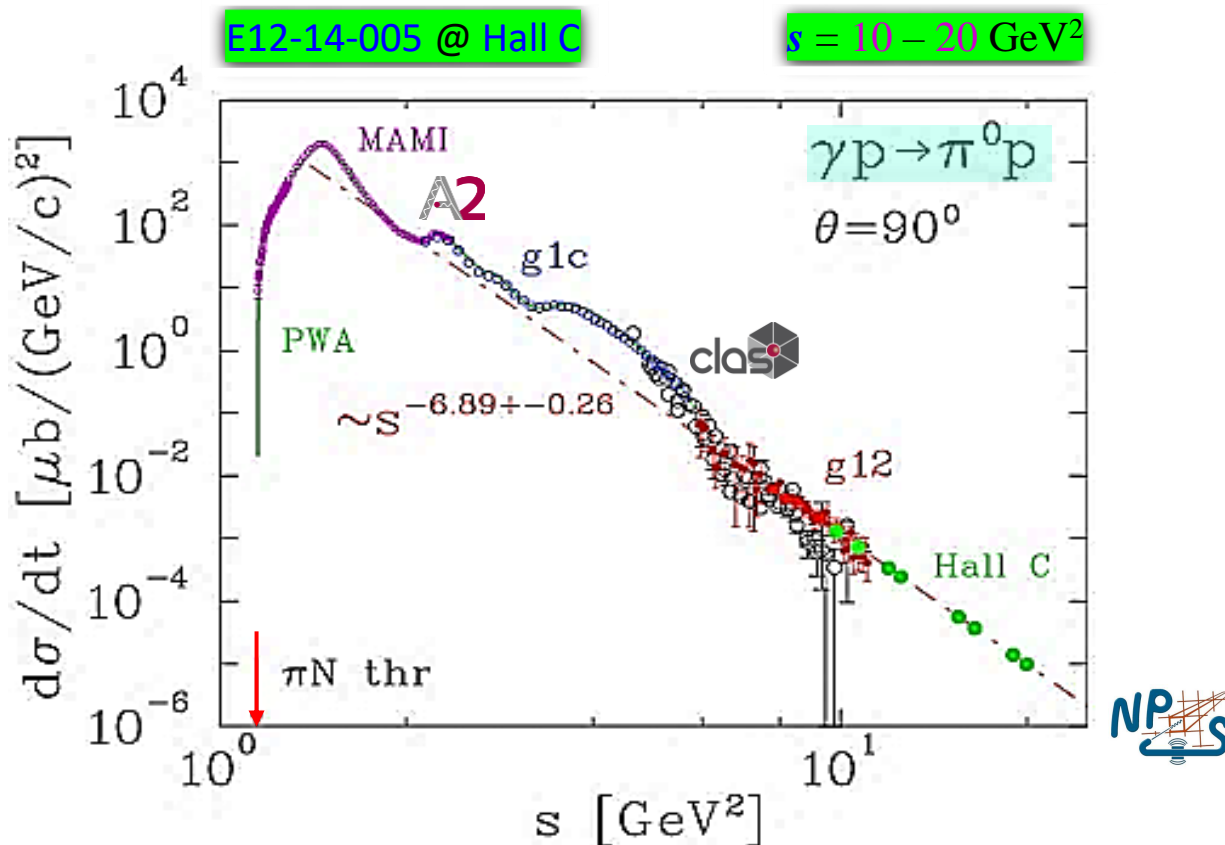 E12-14-005 @ Hall C
s = 10 – 20 GeV²
10⁴
10²
10⁰
10⁻²
10⁻⁴
10⁻⁶
dσ/dt [μb/(GeV/c)²]
MAMI
A2
γp→π⁰p
θ=90⁰
g1c
PWA
clas
~s⁻⁶·⁸⁹⁺⁻⁰·²⁶
g12
Hall C
πN thr
NPS
10⁰
10¹
s [GeV²]